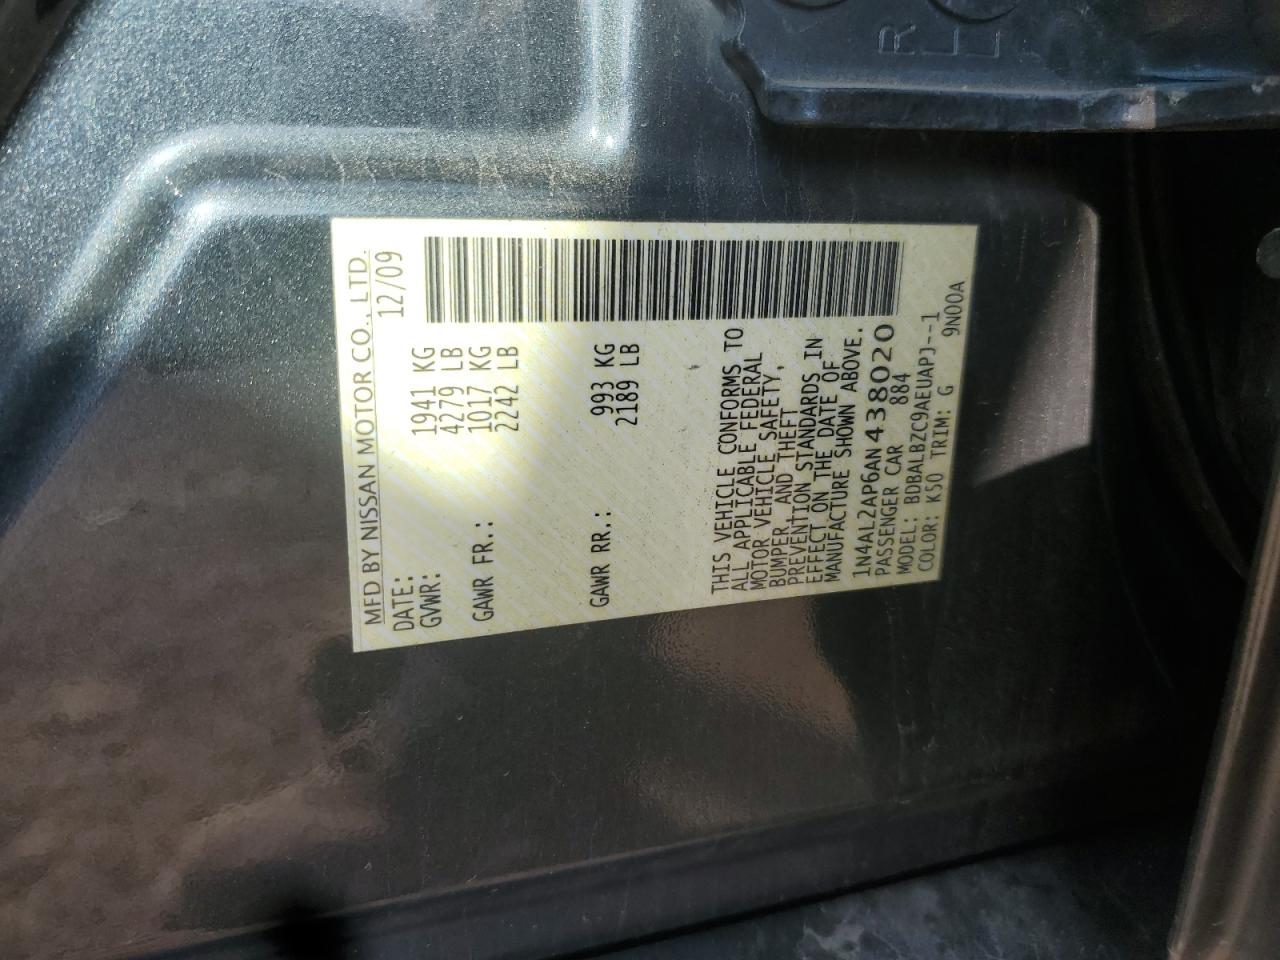 MFD BY NISSAN MOTOR CO., LTD.
DATE: 12/09
GVWR: 1941 KG
4279 LB
GAWR FR.: 1017 KG
2242 LB
GAWR RR.: 993 KG
2189 LB
THIS VEHICLE CONFORMS TO
ALL APPLICABLE FEDERAL
MOTOR VEHICLE SAFETY,
BUMPER, AND THEFT
PREVENTION STANDARDS IN
EFFECT ON THE DATE OF
MANUFACTURE SHOWN ABOVE.
1N4AL2AP6AN438020
PASSENGER CAR 884
MODEL: BDBALBZC9AEUAPJ--1
COLOR: K50 TRIM: G 9N00A